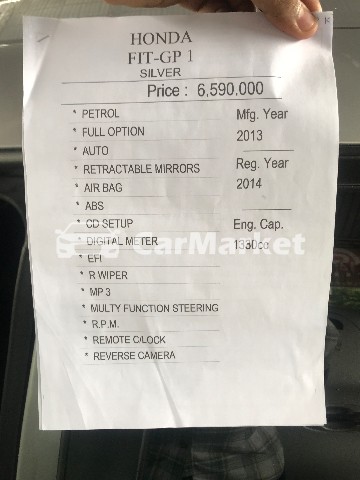 HONDA
FIT-GP 1
SILVER
Price : 6,590,000
* PETROL
* FULL OPTION
* AUTO
* RETRACTABLE MIRRORS
* AIR BAG
* ABS
* CD SETUP
* DIGITAL METER
* EFI
* R WIPER
* MP 3
* MULTY FUNCTION STEERING
* R.P.M.
* REMOTE C/LOCK
* REVERSE CAMERA
Mfg. Year
2013
Reg. Year
2014
Eng. Cap.
1330cc
CarMarket